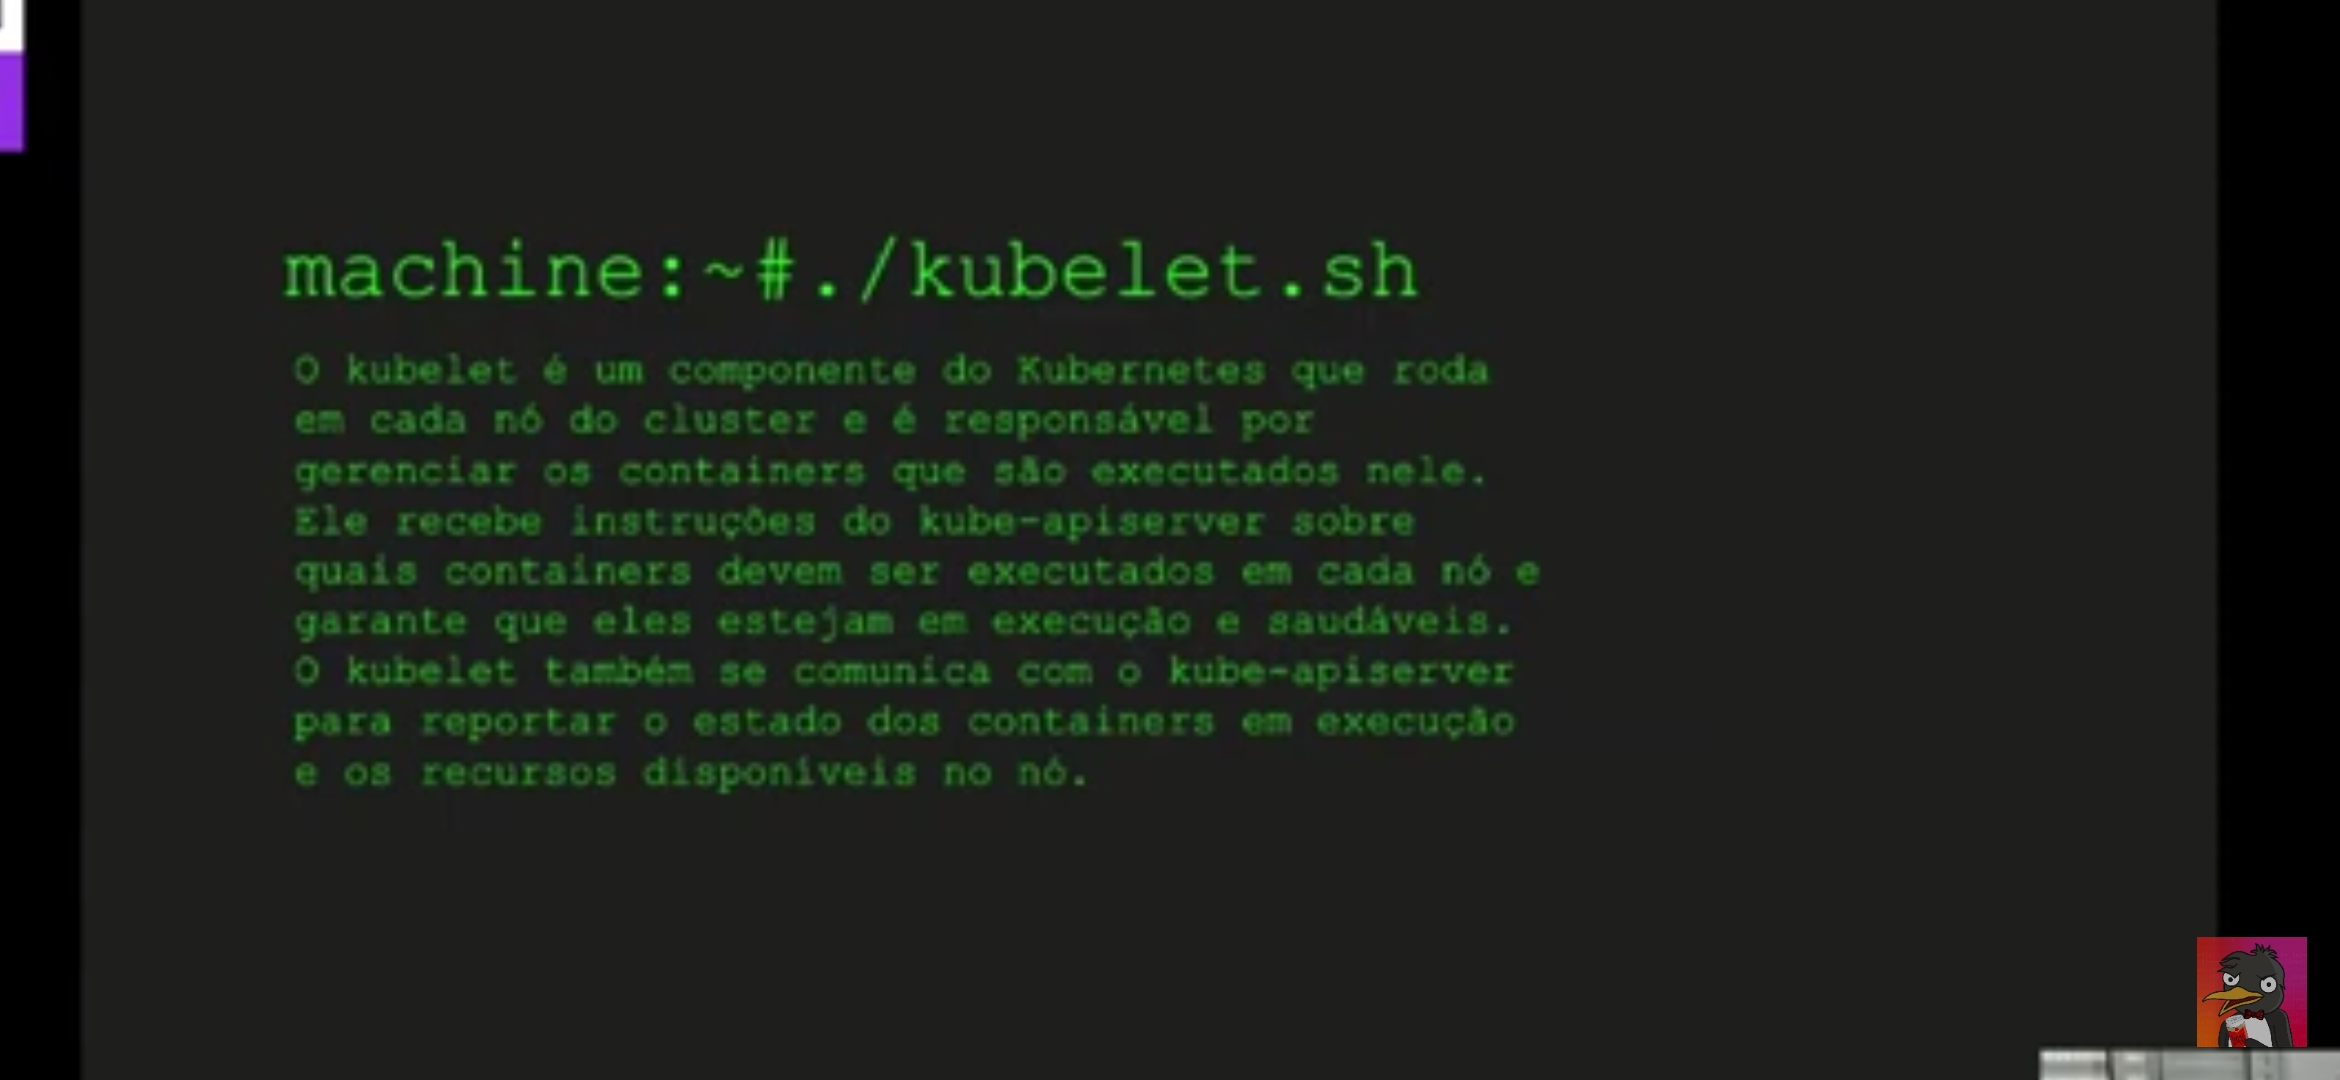 machine:~#./kubelet.sh
O kubelet é um componente do Kubernetes que roda
em cada nó do cluster e é responsável por
gerenciar os containers que são executados nele.
Ele recebe instruções do kube-apiserver sobre
quais containers devem ser executados em cada nó e
garante que eles estejam em execução e saudáveis.
O kubelet também se comunica com o kube-apiserver
para reportar o estado dos containers em execução
e os recursos disponíveis no nó.